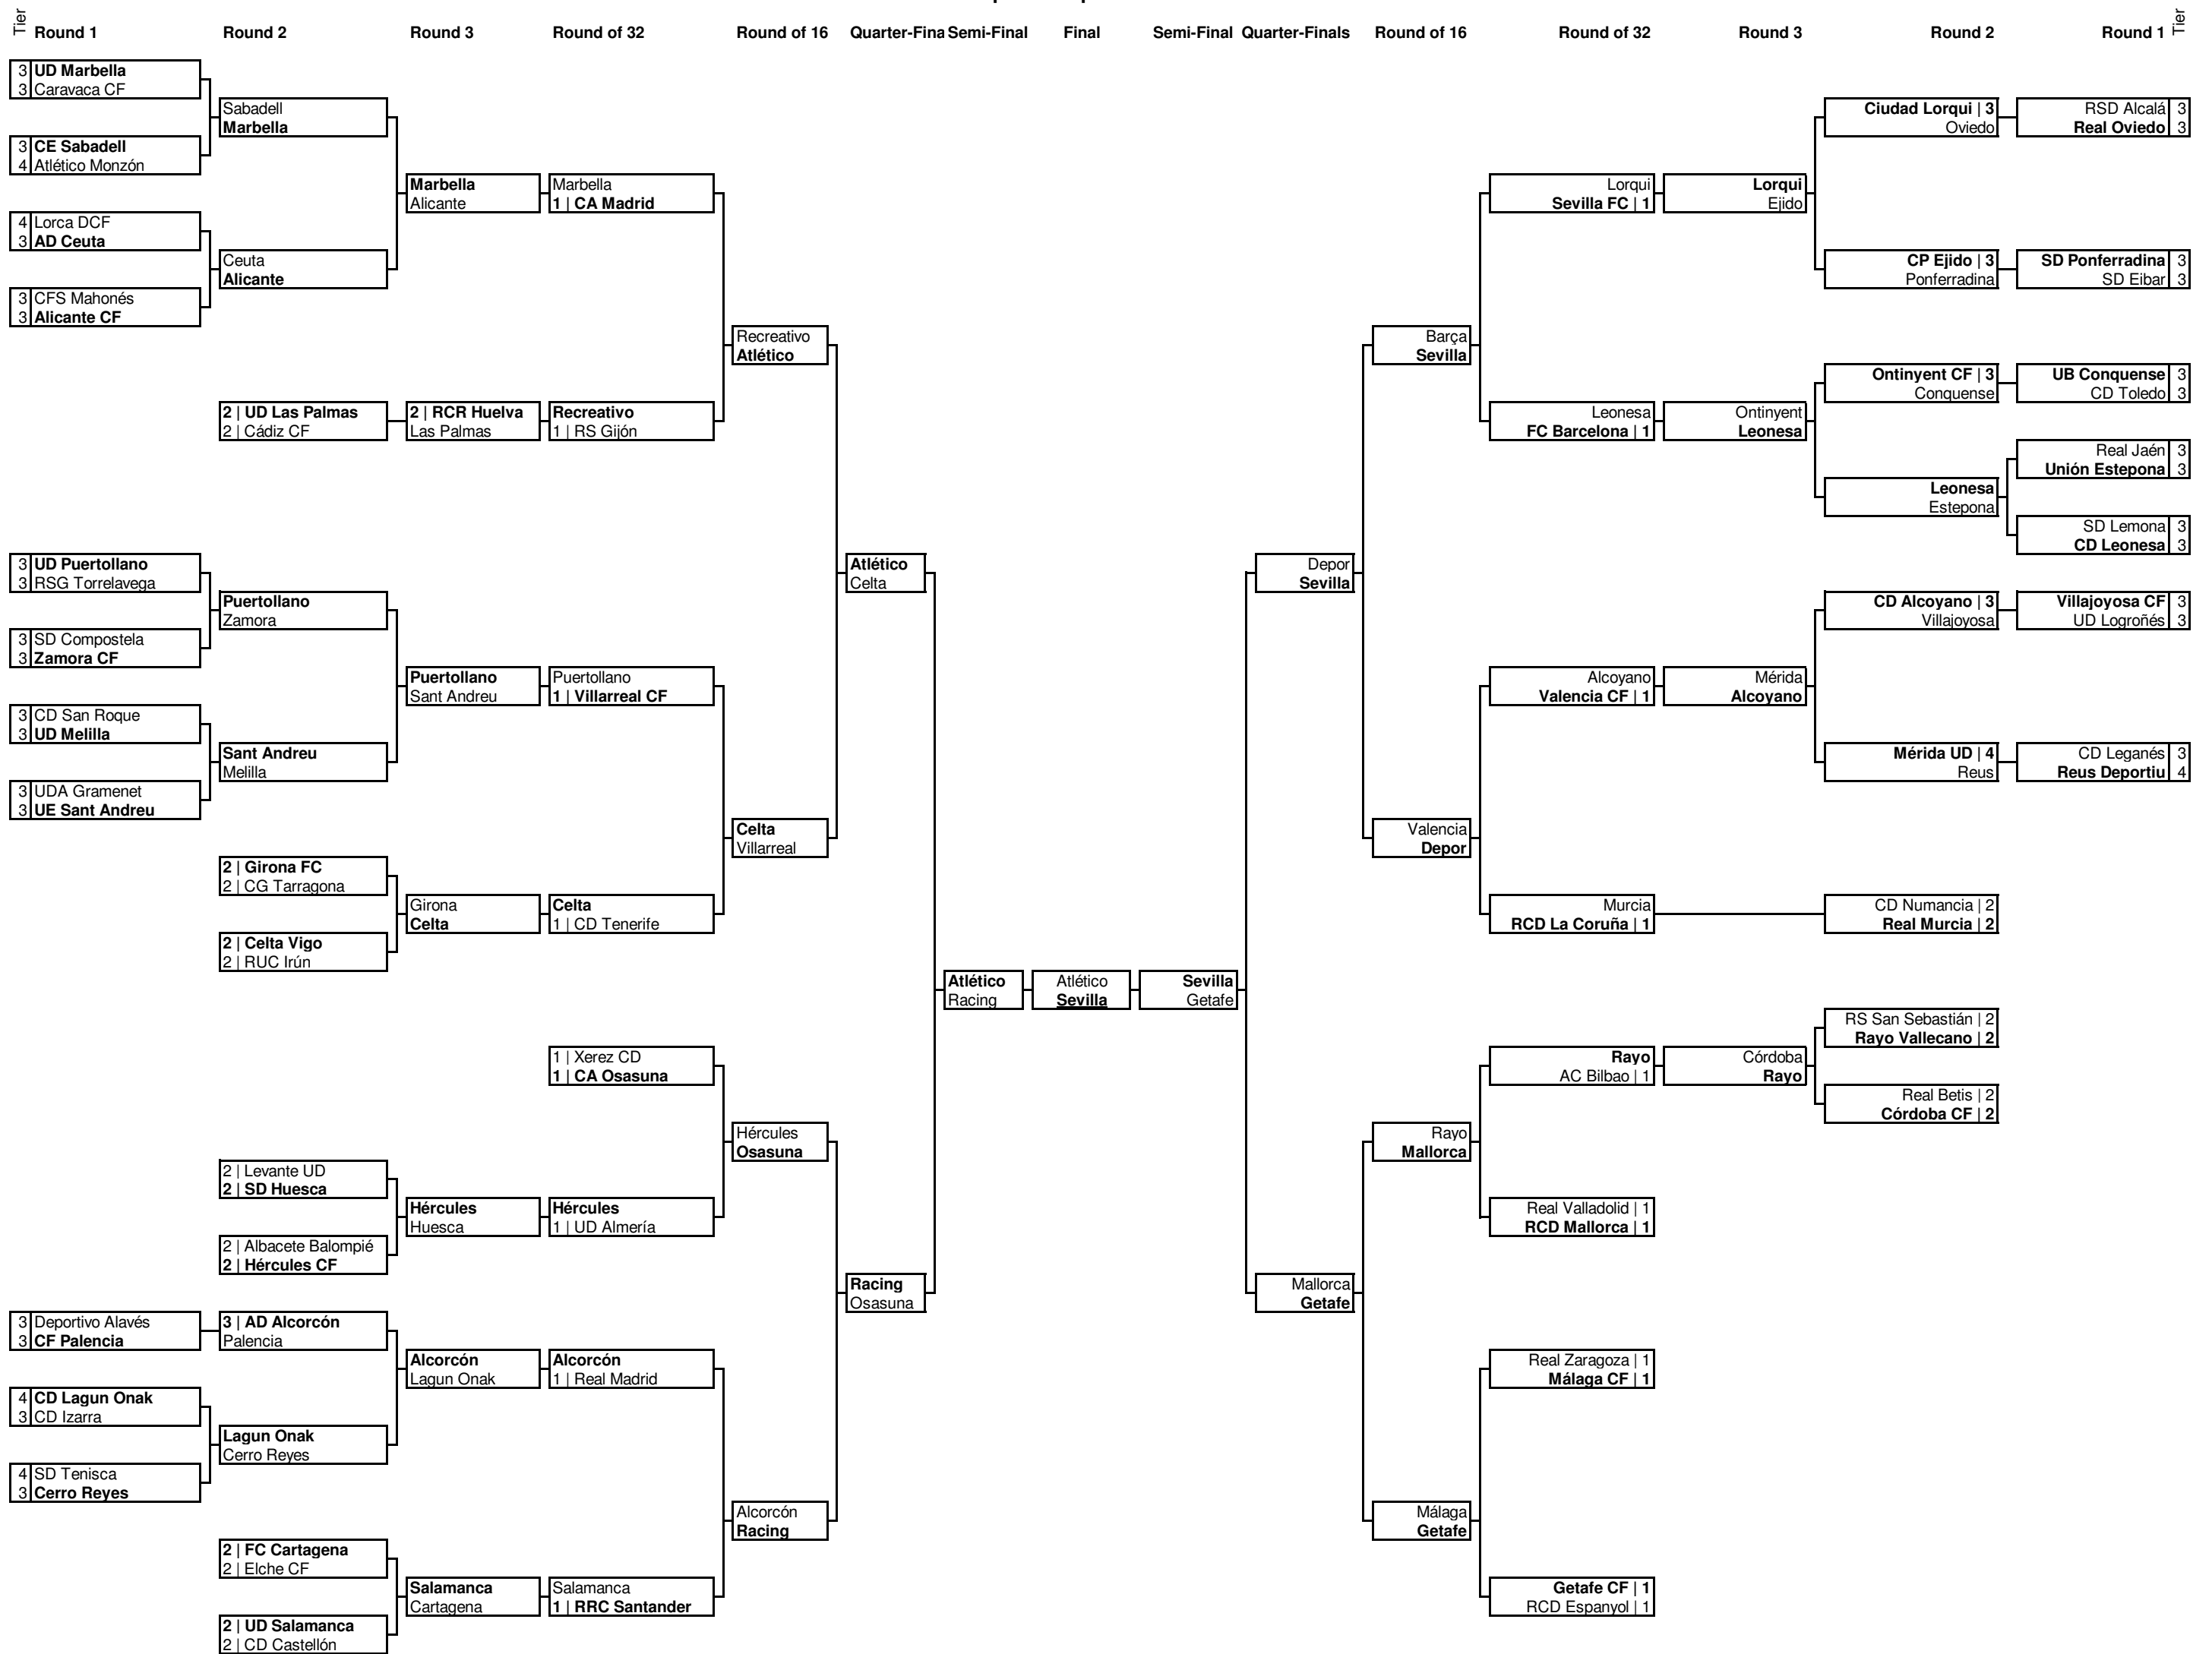 Tier Round 1 Round 2 Round 3 Round of 32 Round of 16 Quarter-Fina Semi-Final Final Semi-Final Quarter-Finals Round of 16 Round of 32 Round 3 Round 2 Round 1 Tier
3 UD Marbella
3 Caravaca CF
3 CE Sabadell
4 Atlético Monzón
4 Lorca DCF
3 AD Ceuta
3 CFS Mahonés
3 Alicante CF
3 UD Puertollano
3 RSG Torrelavega
3 SD Compostela
3 Zamora CF
3 CD San Roque
3 UD Melilla
3 UDA Gramenet
3 UE Sant Andreu
3 Deportivo Alavés
3 CF Palencia
4 CD Lagun Onak
3 CD Izarra
4 SD Tenisca
3 Cerro Reyes
Sabadell
Marbella
Ceuta
Alicante
2 | UD Las Palmas
2 | Cádiz CF
Puertollano
Zamora
Sant Andreu
Melilla
2 | Girona FC
2 | CG Tarragona
2 | Celta Vigo
2 | RUC Irún
2 | Levante UD
2 | SD Huesca
2 | Albacete Balompié
2 | Hércules CF
3 | AD Alcorcón
Palencia
Lagun Onak
Cerro Reyes
2 | FC Cartagena
2 | Elche CF
2 | UD Salamanca
2 | CD Castellón
Marbella
Alicante
2 | RCR Huelva
Las Palmas
Puertollano
Sant Andreu
Girona
Celta
Hércules
Huesca
Alcorcón
Lagun Onak
Salamanca
Cartagena
Marbella
1 | CA Madrid
Recreativo
1 | RS Gijón
Puertollano
1 | Villarreal CF
Celta
1 | CD Tenerife
1 | Xerez CD
1 | CA Osasuna
Hércules
1 | UD Almería
Alcorcón
1 | Real Madrid
Salamanca
1 | RRC Santander
Recreativo
Atlético
Celta
Villarreal
Hércules
Osasuna
Alcorcón
Racing
Atlético
Celta
Racing
Osasuna
Atlético
Racing
Atlético
Sevilla
Sevilla
Getafe
Depor
Sevilla
Mallorca
Getafe
Barça
Sevilla
Valencia
Depor
Rayo
Mallorca
Málaga
Getafe
Lorqui
Sevilla FC | 1
Leonesa
FC Barcelona | 1
Alcoyano
Valencia CF | 1
Murcia
RCD La Coruña | 1
Rayo
AC Bilbao | 1
Real Valladolid | 1
RCD Mallorca | 1
Real Zaragoza | 1
Málaga CF | 1
Getafe CF | 1
RCD Espanyol | 1
Lorqui
Ejido
Ontinyent
Leonesa
Mérida
Alcoyano
Córdoba
Rayo
Ciudad Lorqui | 3
Oviedo
CP Ejido | 3
Ponferradina
Ontinyent CF | 3
Conquense
Leonesa
Estepona
CD Alcoyano | 3
Villajoyosa
Mérida UD | 4
Reus
CD Numancia | 2
Real Murcia | 2
RS San Sebastián | 2
Rayo Vallecano | 2
Real Betis | 2
Córdoba CF | 2
RSD Alcalá 3
Real Oviedo 3
SD Ponferradina 3
SD Eibar 3
UB Conquense 3
CD Toledo 3
Real Jaén 3
Unión Estepona 3
SD Lemona 3
CD Leonesa 3
Villajoyosa CF 3
UD Logroñés 3
CD Leganés 3
Reus Deportiu 4